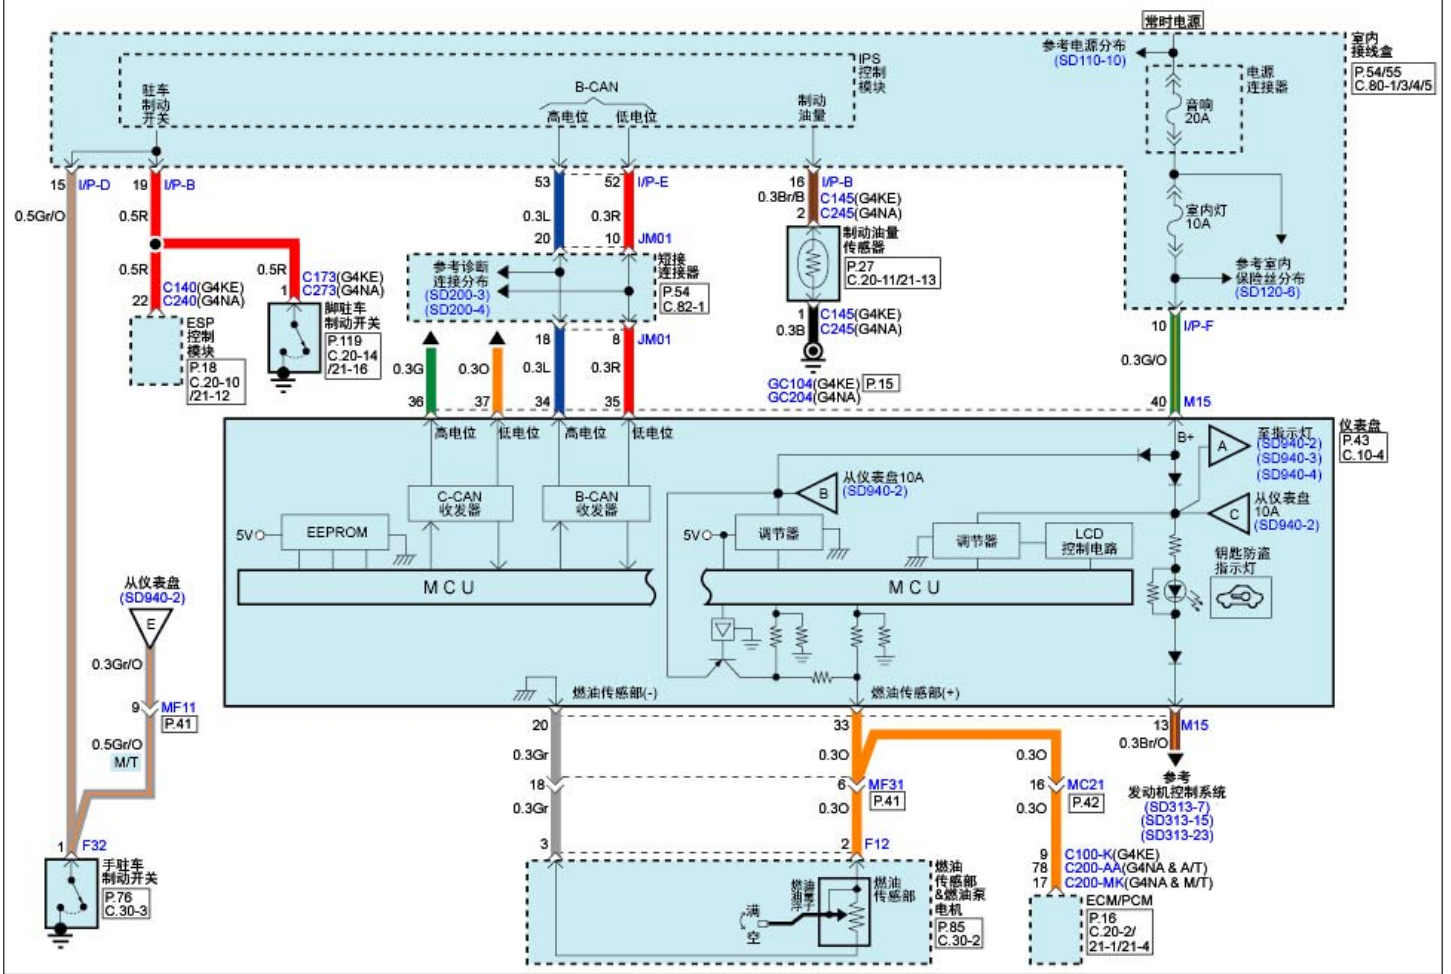 常时电源
参考电源分布
(SD110-10)
室内
接线盒
P.54/55
C.80-1/3/4/5
IPS
控制
模块
电源
连接器
音响
20A
驻车
制动
开关
B-CAN
高电位
低电位
制动
油量
室内灯
10A
参考室内
保险丝分布
(SD120-6)
15
I/P-D
19
I/P-B
53
52
I/P-E
16
I/P-B
0.3Br/B
C145(G4KE)
2
C245(G4NA)
0.5Gr/O
0.5R
0.3L
0.3R
20
10
JM01
制动油量
传感器
P.27
C.20-11/21-13
0.5R
0.5R
C173(G4KE)
1
C273(G4NA)
C140(G4KE)
22
C240(G4NA)
参考诊断
连接分布
(SD200-3)
(SD200-4)
短接
连接器
P.54
C.82-1
ESP
控制
模块
P.18
C.20-10
/21-12
脚驻车
制动开关
P.119
C.20-14
/21-16
18
8
JM01
1
C145(G4KE)
0.3B
C245(G4NA)
10
I/P-F
0.3G
0.3O
0.3L
0.3R
0.3G/O
GC104(G4KE)
P.15
GC204(G4NA)
36
37
34
35
40
M15
高电位
低电位
高电位
低电位
B+
A
至指示灯
(SD940-2)
(SD940-3)
(SD940-4)
仪表盘
P.43
C.10-4
B
从仪表盘10A
(SD940-2)
C
从仪表盘
10A
(SD940-2)
C-CAN
收发器
B-CAN
收发器
5V
EEPROM
5V
调节器
调节器
LCD
控制电路
钥匙防盗
指示灯
MCU
MCU
从仪表盘
(SD940-2)
E
0.3Gr/O
9
MF11
P.41
0.5Gr/O
M/T
燃油传感部(-)
燃油传感部(+)
20
33
13
M15
0.3Gr
0.3O
0.3O
0.3Br/O
18
6
MF31
P.41
16
MC21
P.42
参考
发动机控制系统
(SD313-7)
(SD313-15)
(SD313-23)
0.3Gr
0.3O
0.3O
1
F32
3
2
F12
9
C100-K(G4KE)
78
C200-AA(G4NA & A/T)
17
C200-MK(G4NA & M/T)
手驻车
制动开关
P.76
C.30-3
满
空
燃油
浮子
燃油
传感部
燃油
传感部
&燃油泵
电机
P.85
C.30-2
ECM/PCM
P.16
C.20-2/
21-1/21-4